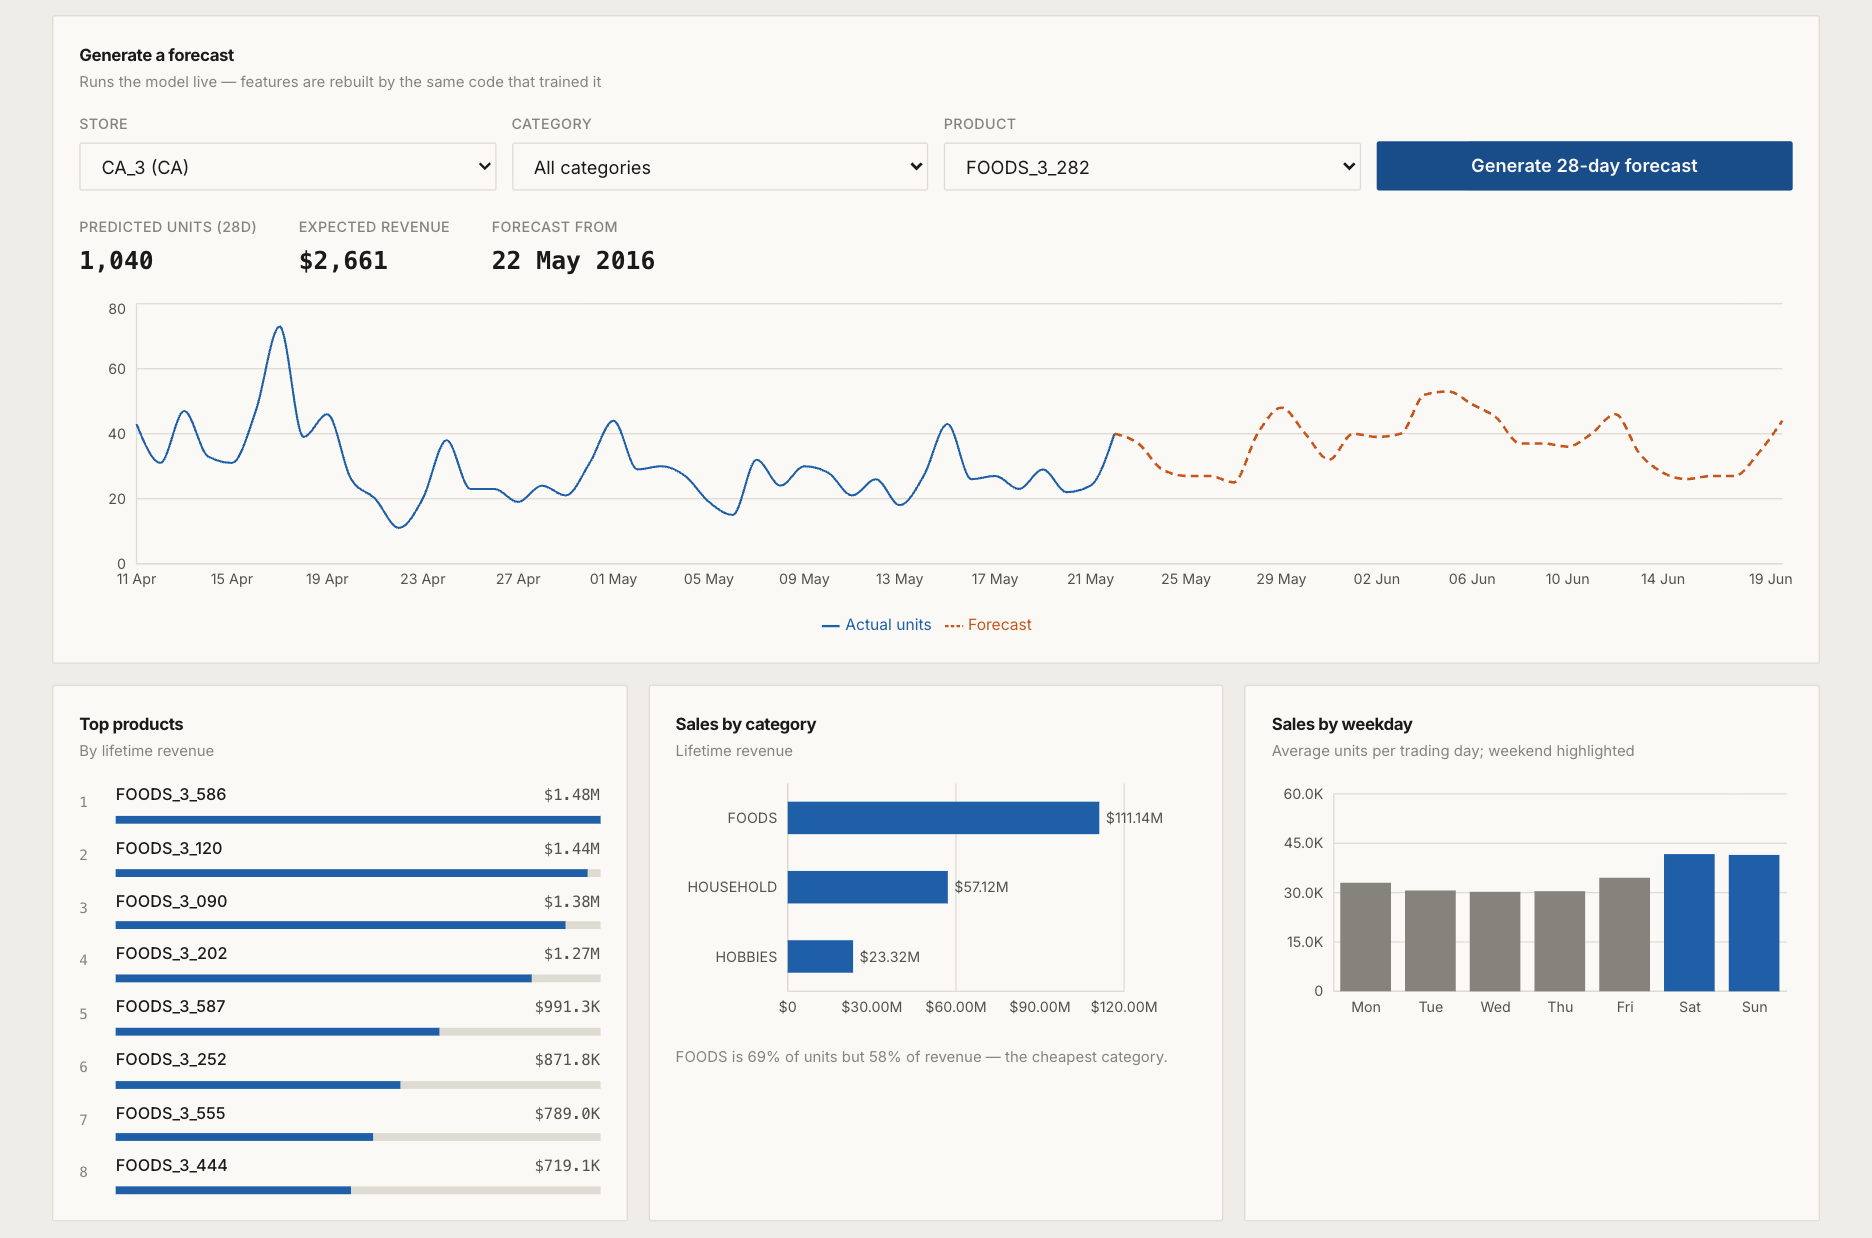 Generate a forecast
Runs the model live — features are rebuilt by the same code that trained it
STORE CATEGORY PRODUCT
CA_3 (CA) All categories FOODS_3_282 Generate 28-day forecast
PREDICTED UNITS (28D) EXPECTED REVENUE FORECAST FROM
1,040 $2,661 22 May 2016
80
60
40
20
0
11 Apr 15 Apr 19 Apr 23 Apr 27 Apr 01 May 05 May 09 May 13 May 17 May 21 May 25 May 29 May 02 Jun 06 Jun 10 Jun 14 Jun 19 Jun
Actual units Forecast
Top products
By lifetime revenue
1 FOODS_3_586 $1.48M
2 FOODS_3_120 $1.44M
3 FOODS_3_090 $1.38M
4 FOODS_3_202 $1.27M
5 FOODS_3_587 $991.3K
6 FOODS_3_252 $871.8K
7 FOODS_3_555 $789.0K
8 FOODS_3_444 $719.1K
Sales by category
Lifetime revenue
FOODS $111.14M
HOUSEHOLD $57.12M
HOBBIES $23.32M
$0 $30.00M $60.00M $90.00M $120.00M
FOODS is 69% of units but 58% of revenue — the cheapest category.
Sales by weekday
Average units per trading day; weekend highlighted
60.0K
45.0K
30.0K
15.0K
0
Mon Tue Wed Thu Fri Sat Sun